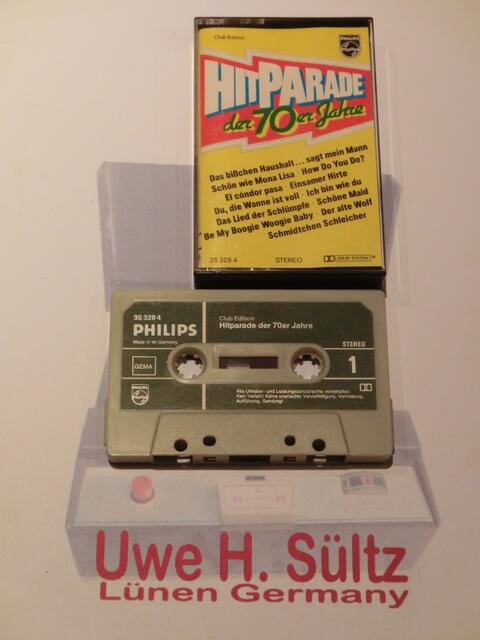 Club Edition
PHILIPS
HITPARADE
der 70er Jahre
Das bißchen Haushalt... sagt mein Mann
Schön wie Mona Lisa · How Do You Do?
El cóndor pasa · Einsamer Hirte
Du, die Wanne ist voll · Ich bin wie du
Das Lied der Schlümpfe · Schöne Maid
Be My Boogie Woogie Baby · Der alte Wolf
Schmidtchen Schleicher
35 328 4 STEREO DOLBY SYSTEM
35 328 4
PHILIPS
Made in W.-Germany
Club Edition
Hitparade der 70er Jahre
STEREO
GEMA
1
PHILIPS
Alle Urheber- und Leistungsschutzrechte vorbehalten.
Kein Verleih! Keine unerlaubte Vervielfältigung, Vermietung,
Aufführung, Sendung!
Uwe H. Sültz
Lünen Germany